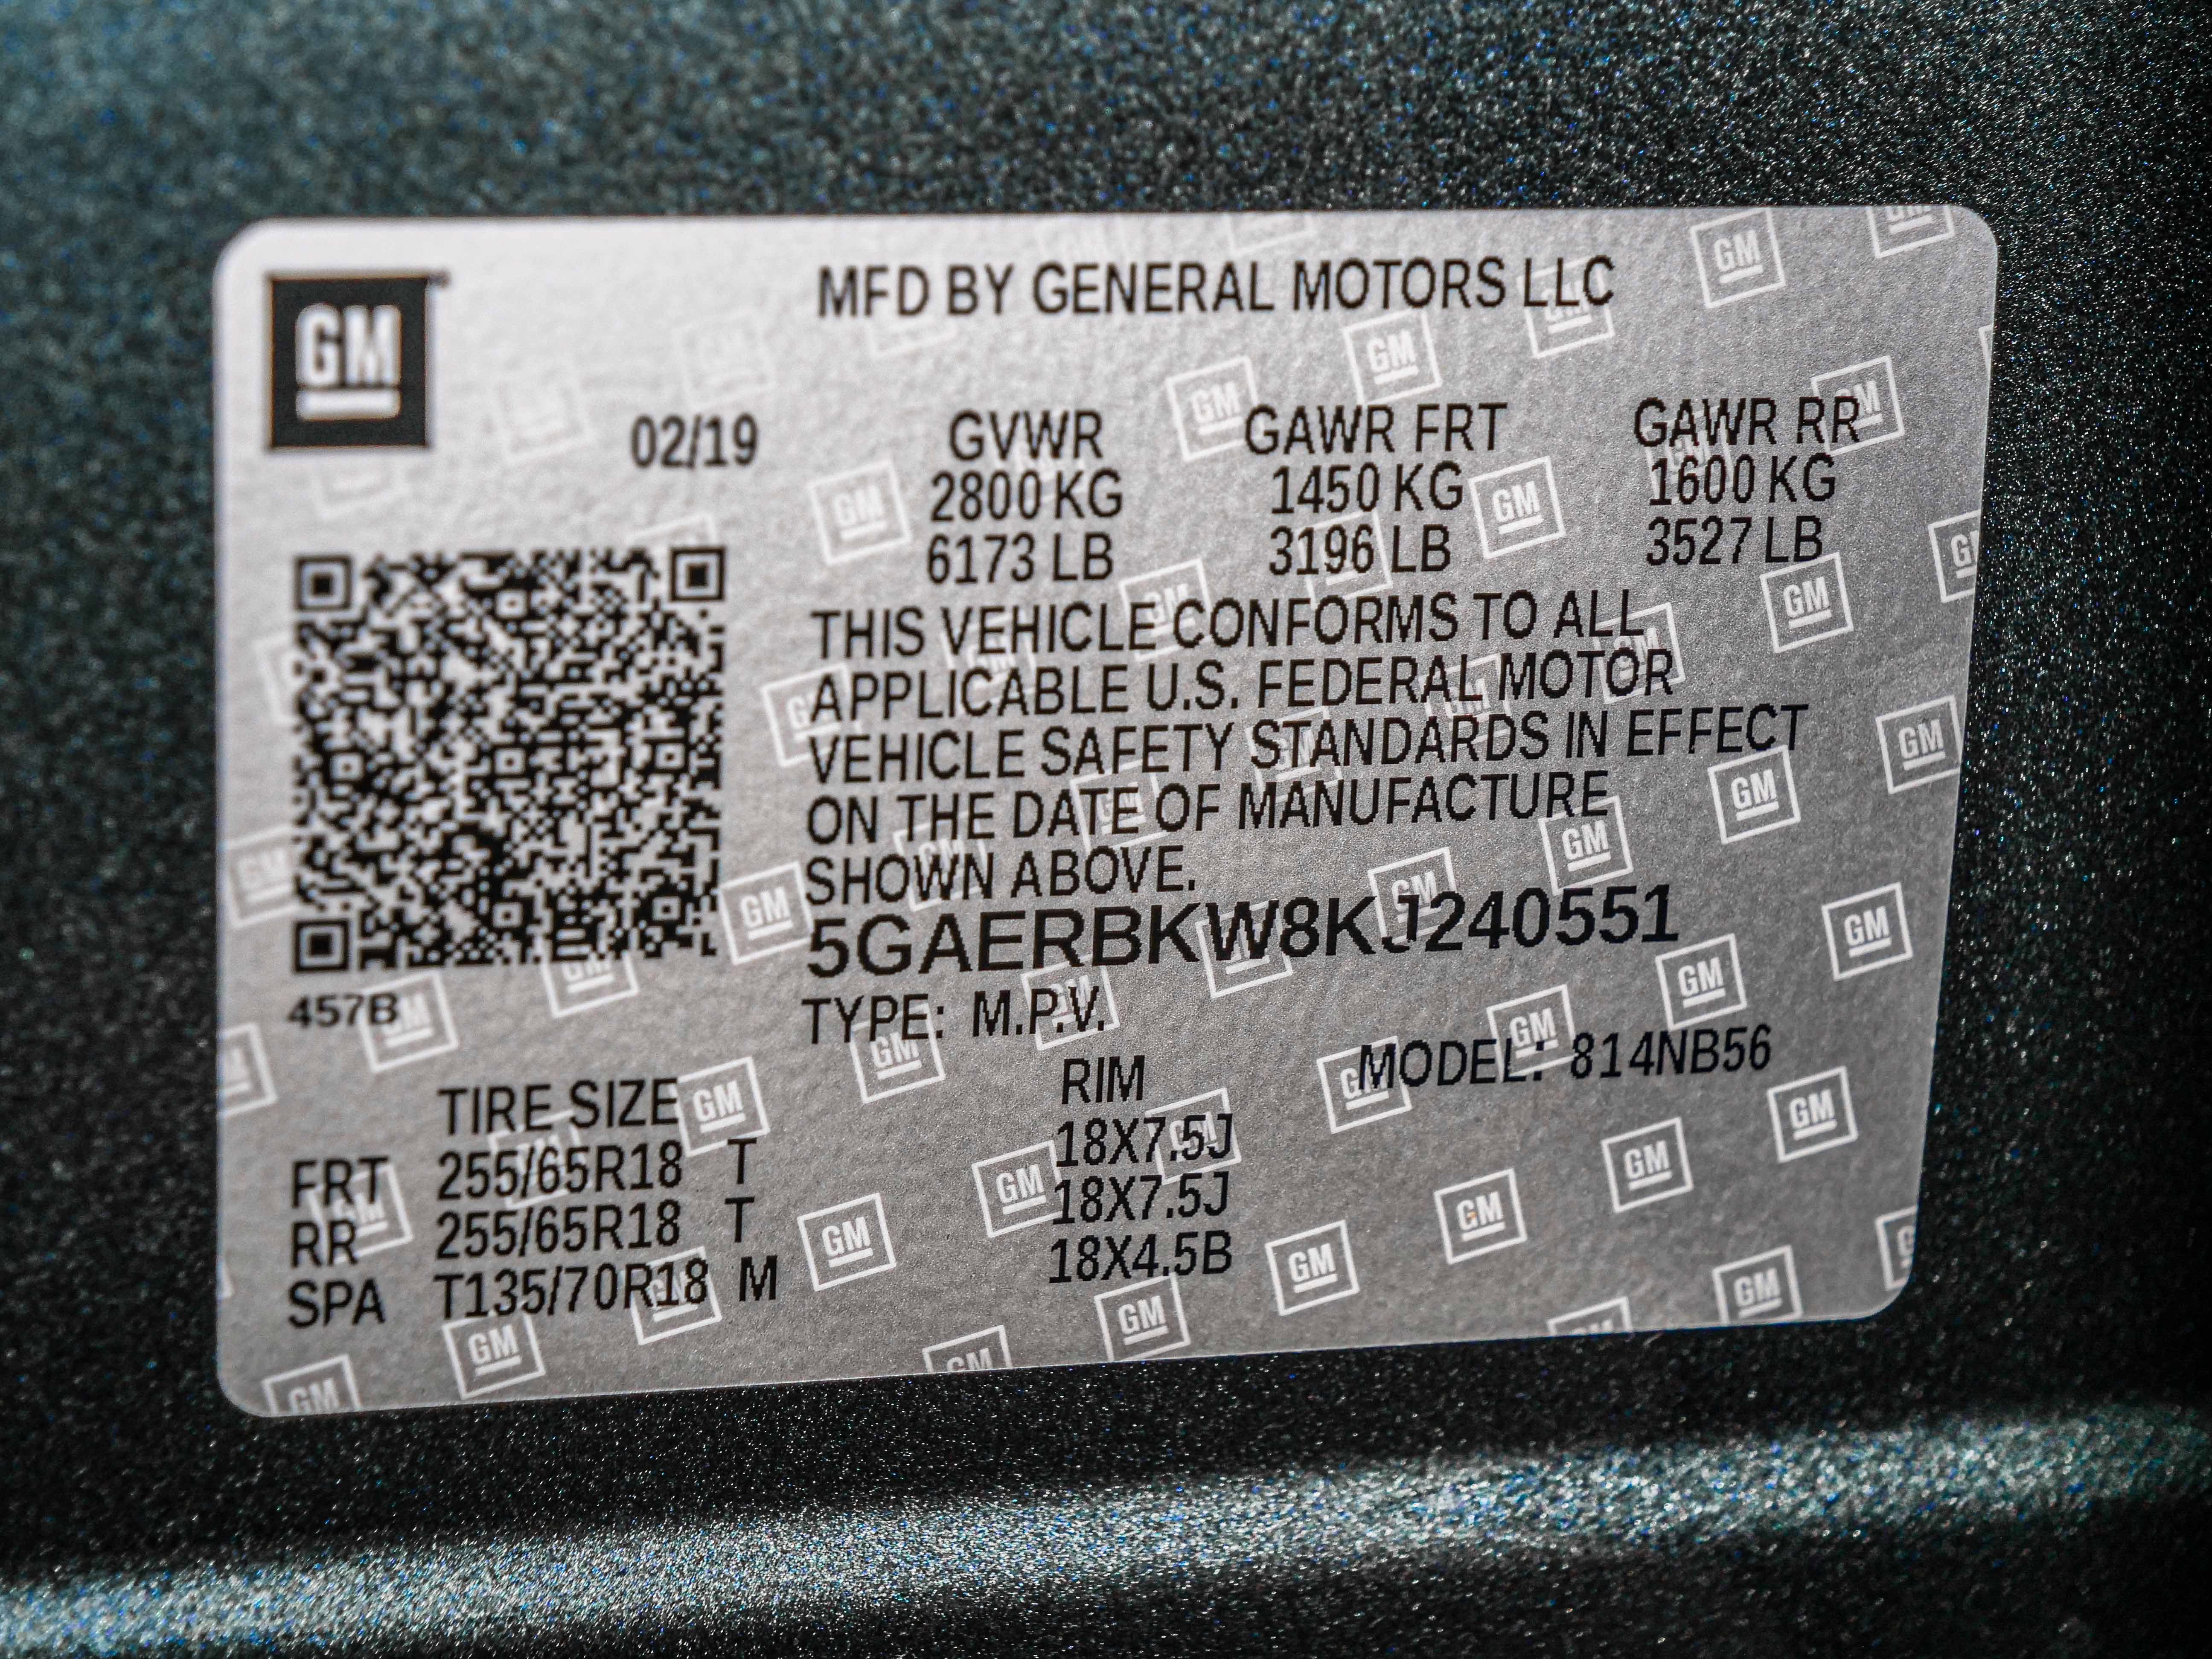 GM
MFD BY GENERAL MOTORS LLC
02/19 GVWR GAWR FRT GAWR RR
2800 KG 1450 KG 1600 KG
6173 LB 3196 LB 3527 LB
THIS VEHICLE CONFORMS TO ALL
APPLICABLE U.S. FEDERAL MOTOR
VEHICLE SAFETY STANDARDS IN EFFECT
ON THE DATE OF MANUFACTURE
SHOWN ABOVE.
5GAERBKW8KJ240551
457B
TYPE: M.P.V.
MODEL: 814NB56
TIRE SIZE RIM
FRT 255/65R18 T 18X7.5J
RR 255/65R18 T 18X7.5J
SPA T135/70R18 M 18X4.5B